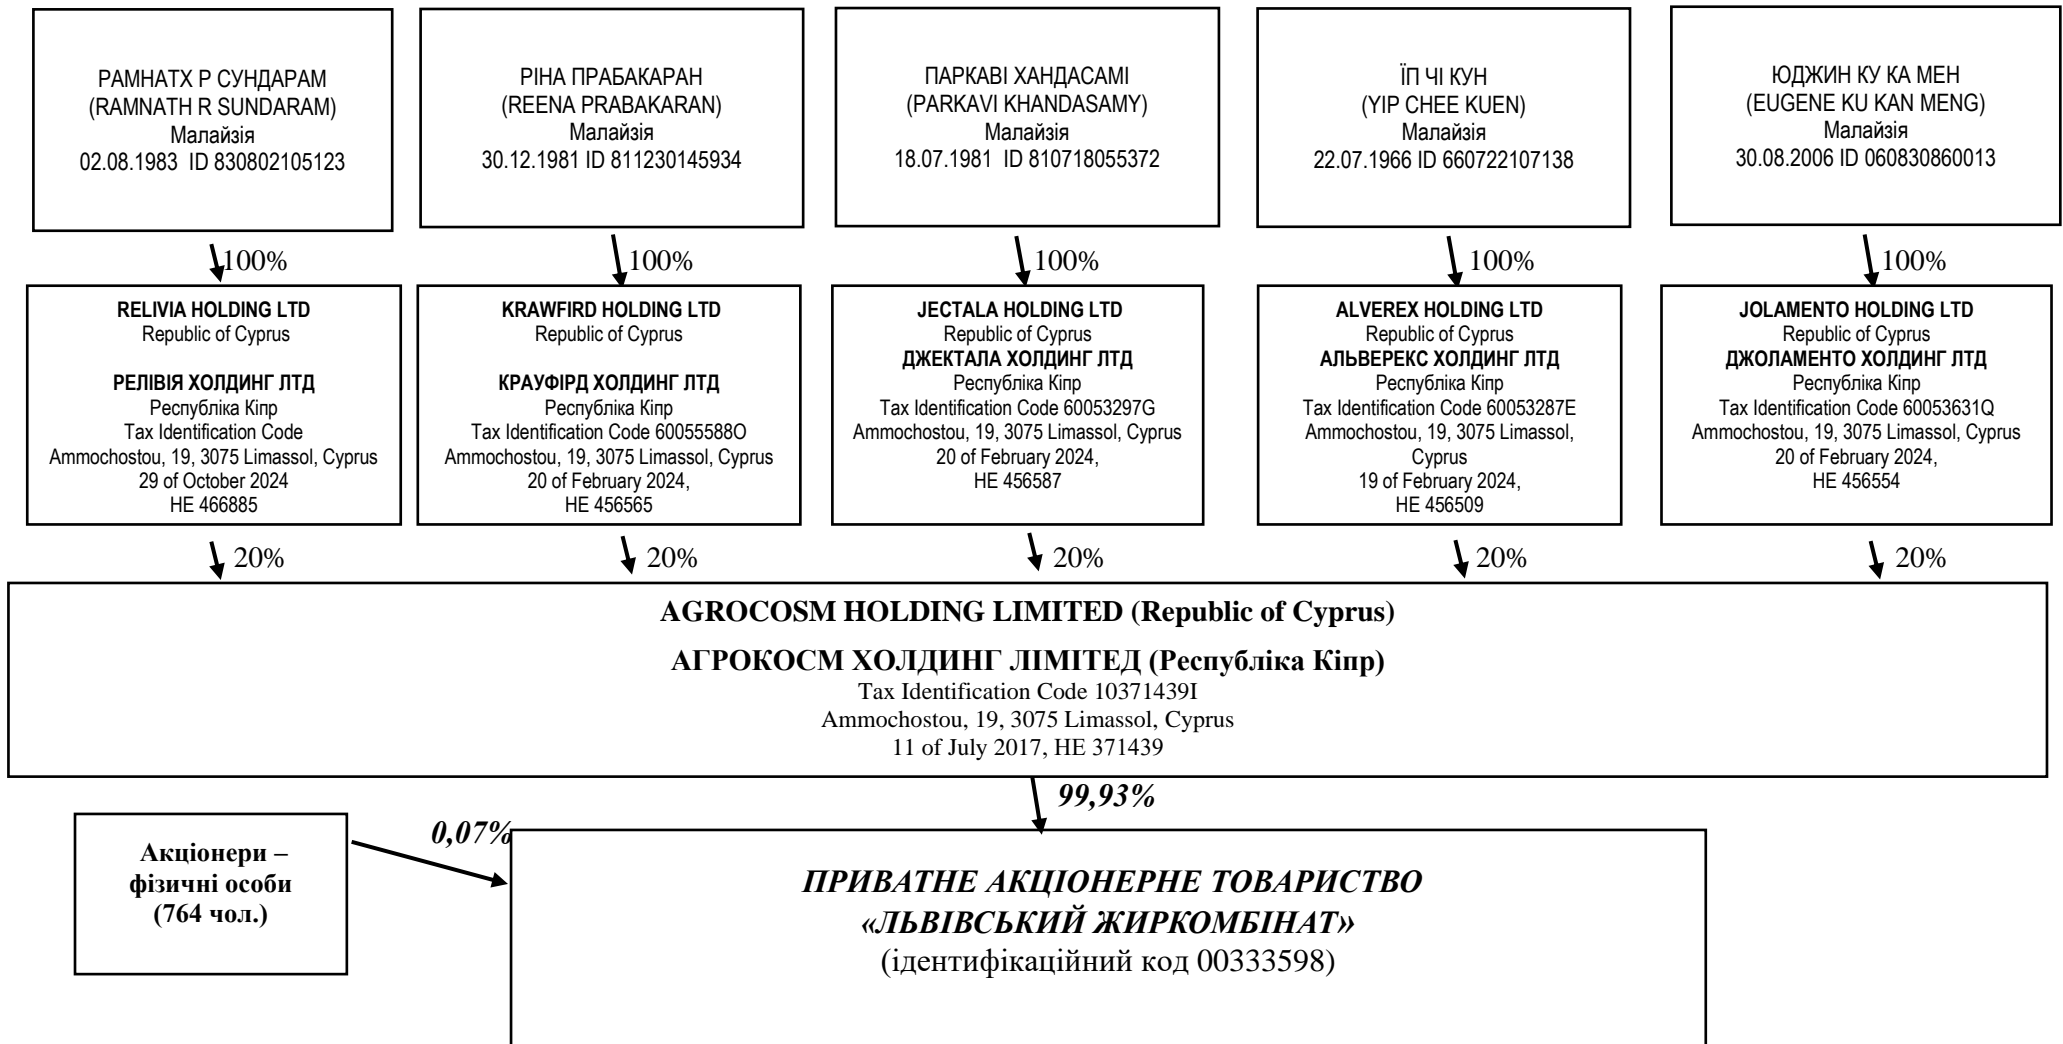 РАМНАТХ Р СУНДАРАМ
(RAMNATH R SUNDARAM)
Малайзія
02.08.1983 ID 830802105123
РІНА ПРАБАКАРАН
(REENA PRABAKARAN)
Малайзія
30.12.1981 ID 811230145934
ПАРКАВІ ХАНДАСАМІ
(PARKAVI KHANDASAMY)
Малайзія
18.07.1981 ID 810718055372
ЇП ЧІ КУН
(YIP CHEE KUEN)
Малайзія
22.07.1966 ID 660722107138
ЮДЖИН КУ КА МЕН
(EUGENE KU KAN MENG)
Малайзія
30.08.2006 ID 060830860013
100%
100%
100%
100%
100%
RELIVIA HOLDING LTD
Republic of Cyprus
РЕЛІВІЯ ХОЛДИНГ ЛТД
Республіка Кіпр
Tax Identification Code
Ammochostou, 19, 3075 Limassol, Cyprus
29 of October 2024
HE 466885
KRAWFIRD HOLDING LTD
Republic of Cyprus
КРАУФІРД ХОЛДИНГ ЛТД
Республіка Кіпр
Tax Identification Code 60055588O
Ammochostou, 19, 3075 Limassol, Cyprus
20 of February 2024,
HE 456565
JECTALA HOLDING LTD
Republic of Cyprus
ДЖЕКТАЛА ХОЛДИНГ ЛТД
Республіка Кіпр
Tax Identification Code 60053297G
Ammochostou, 19, 3075 Limassol, Cyprus
20 of February 2024,
HE 456587
ALVEREX HOLDING LTD
Republic of Cyprus
АЛЬВЕРЕКС ХОЛДИНГ ЛТД
Республіка Кіпр
Tax Identification Code 60053287E
Ammochostou, 19, 3075 Limassol,
Cyprus
19 of February 2024,
HE 456509
JOLAMENTO HOLDING LTD
Republic of Cyprus
ДЖОЛАМЕНТО ХОЛДИНГ ЛТД
Республіка Кіпр
Tax Identification Code 60053631Q
Ammochostou, 19, 3075 Limassol, Cyprus
20 of February 2024,
HE 456554
20%
20%
20%
20%
20%
AGROCOSM HOLDING LIMITED (Republic of Cyprus)
АГРОКОСМ ХОЛДИНГ ЛІМІТЕД (Республіка Кіпр)
Tax Identification Code 10371439I
Ammochostou, 19, 3075 Limassol, Cyprus
11 of July 2017, HE 371439
99,93%
0,07%
Акціонери –
фізичні особи
(764 чол.)
ПРИВАТНЕ АКЦІОНЕРНЕ ТОВАРИСТВО
«ЛЬВІВСЬКИЙ ЖИРКОМБІНАТ»
(ідентифікаційний код 00333598)